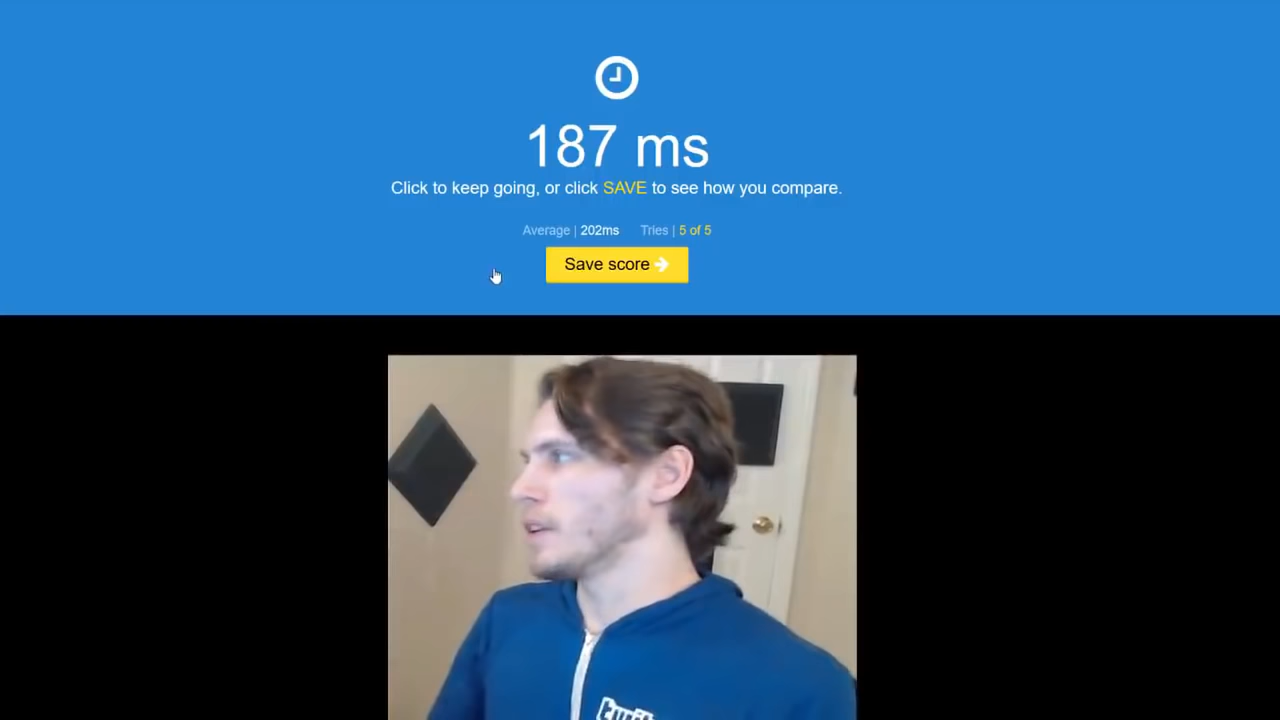 187 ms
Click to keep going, or click SAVE to see how you compare.
Average | 202ms Tries | 5 of 5
Save score